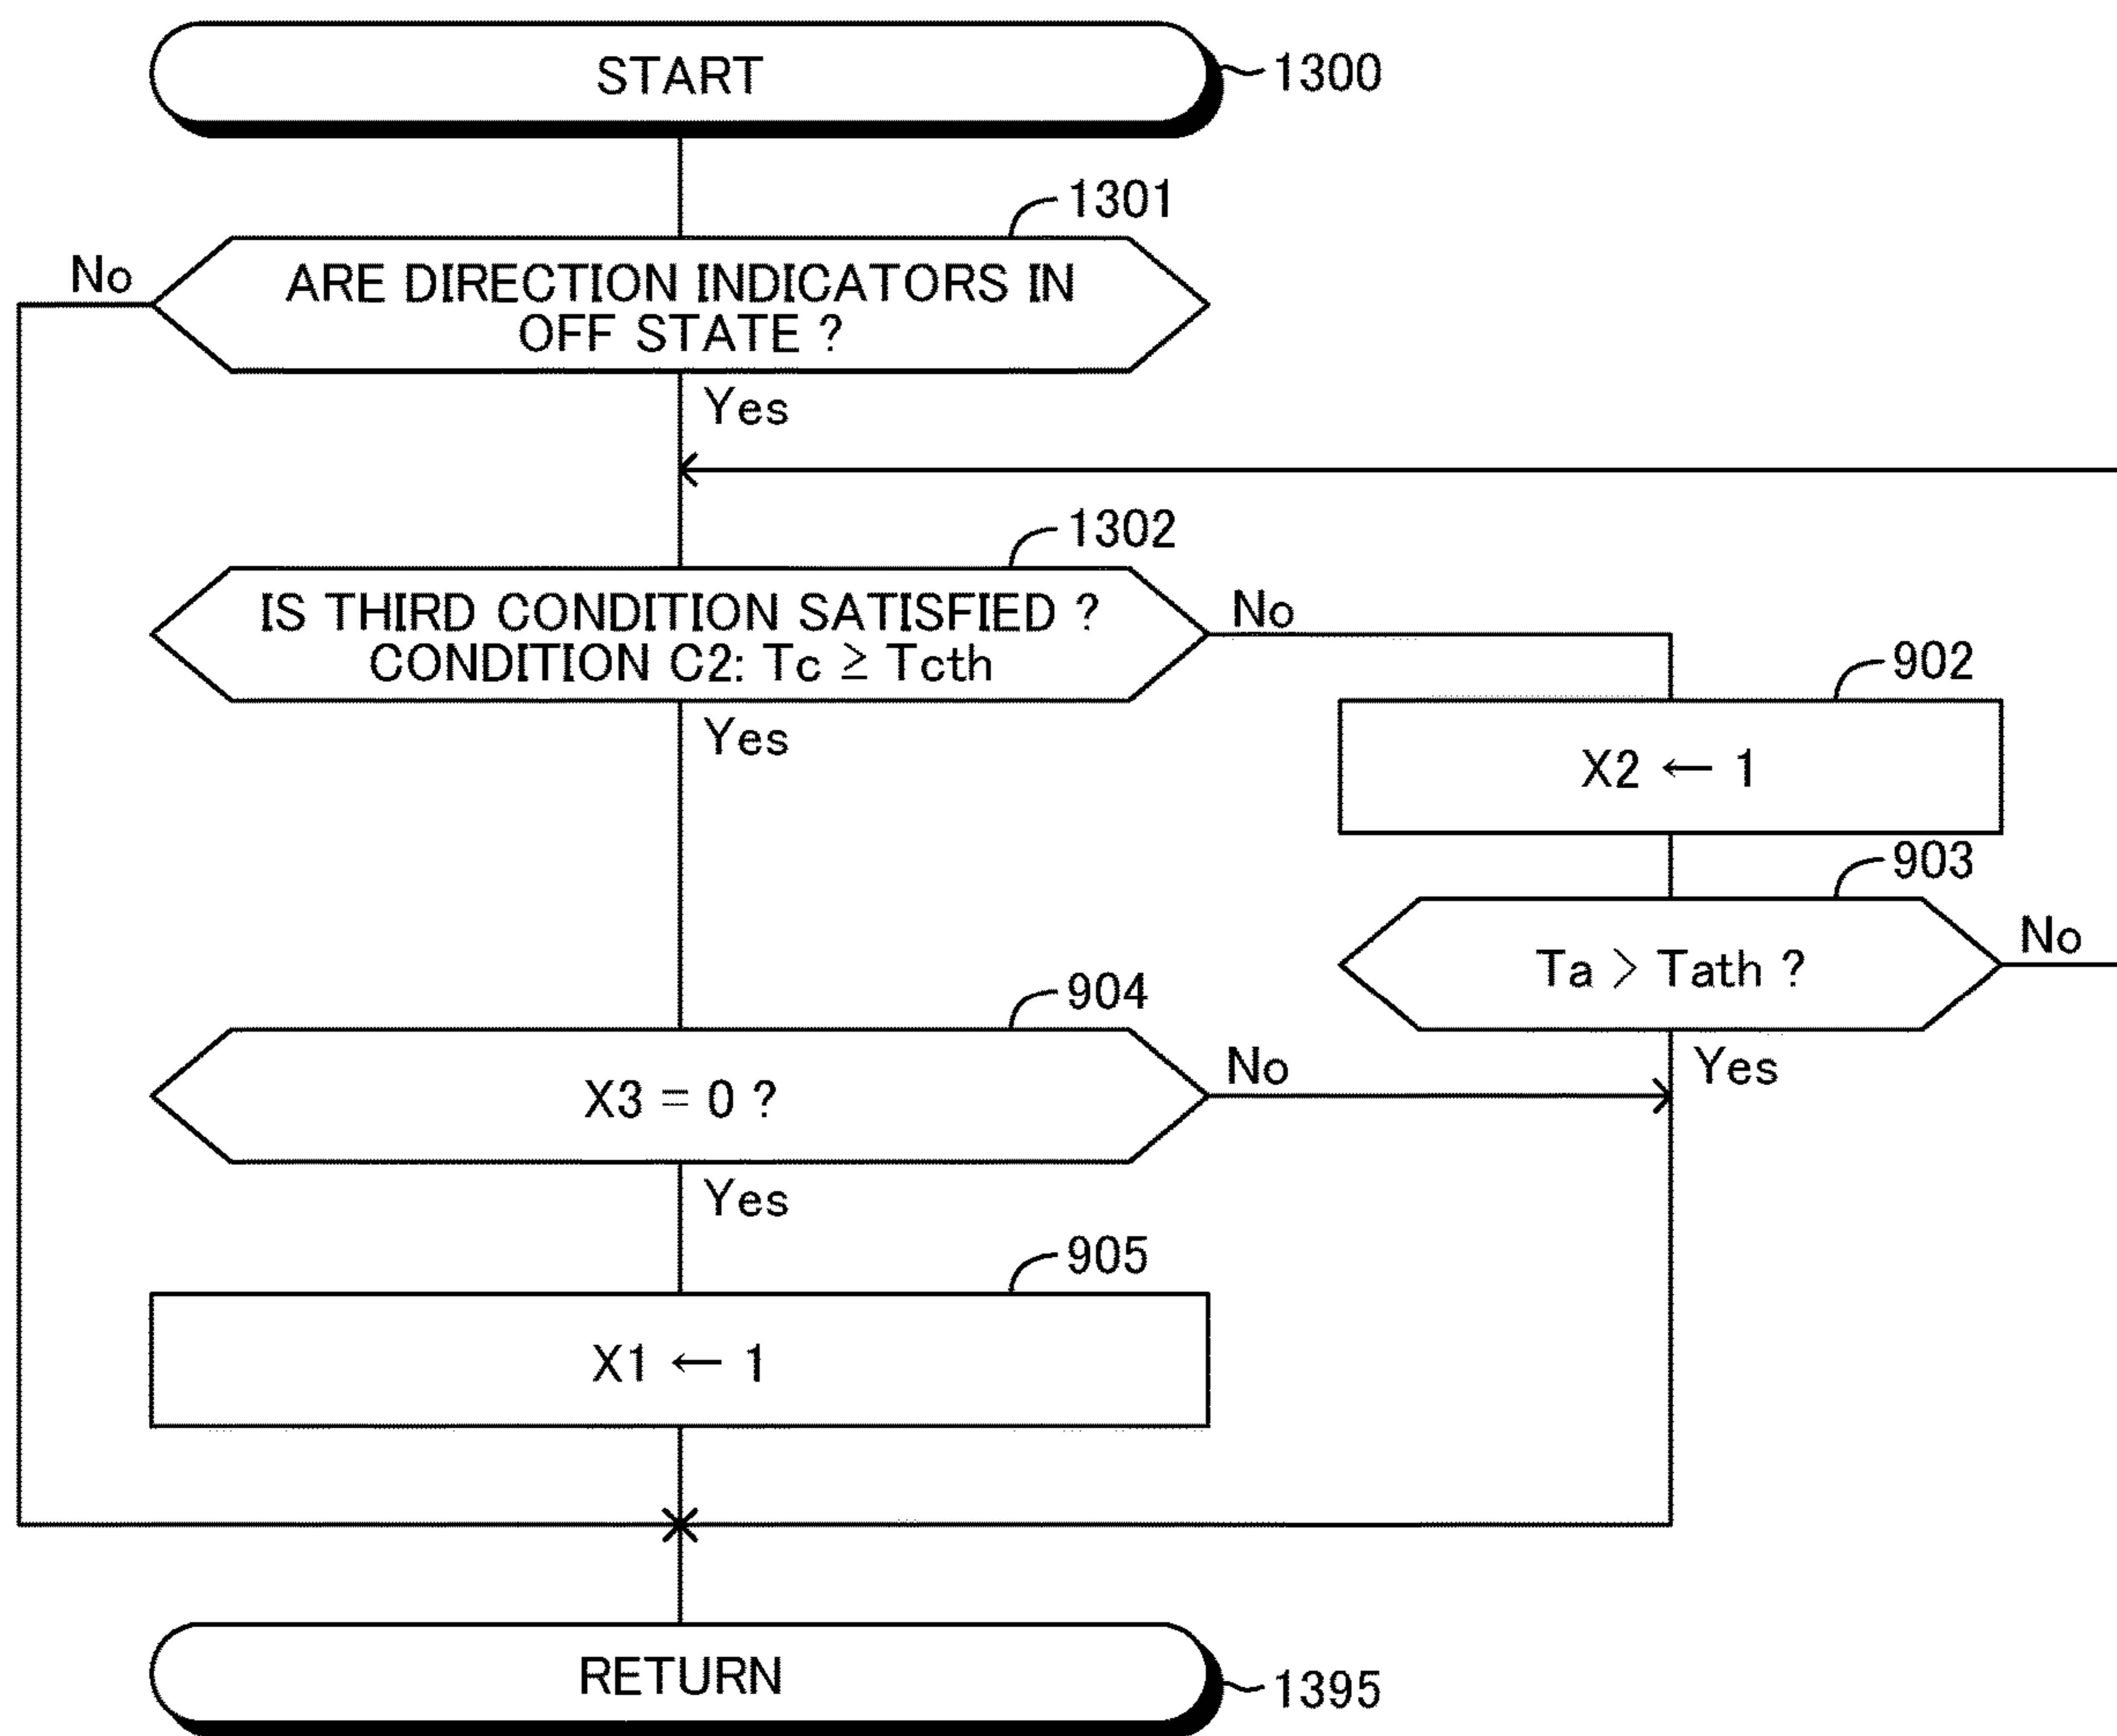 START
1300
1301
No
ARE DIRECTION INDICATORS IN
OFF STATE ?
Yes
1302
IS THIRD CONDITION SATISFIED ?
CONDITION C2: Tc ≥ Tcth
No
Yes
902
X2 ← 1
903
Ta > Tath ?
No
Yes
904
X3 = 0 ?
No
Yes
905
X1 ← 1
RETURN
1395